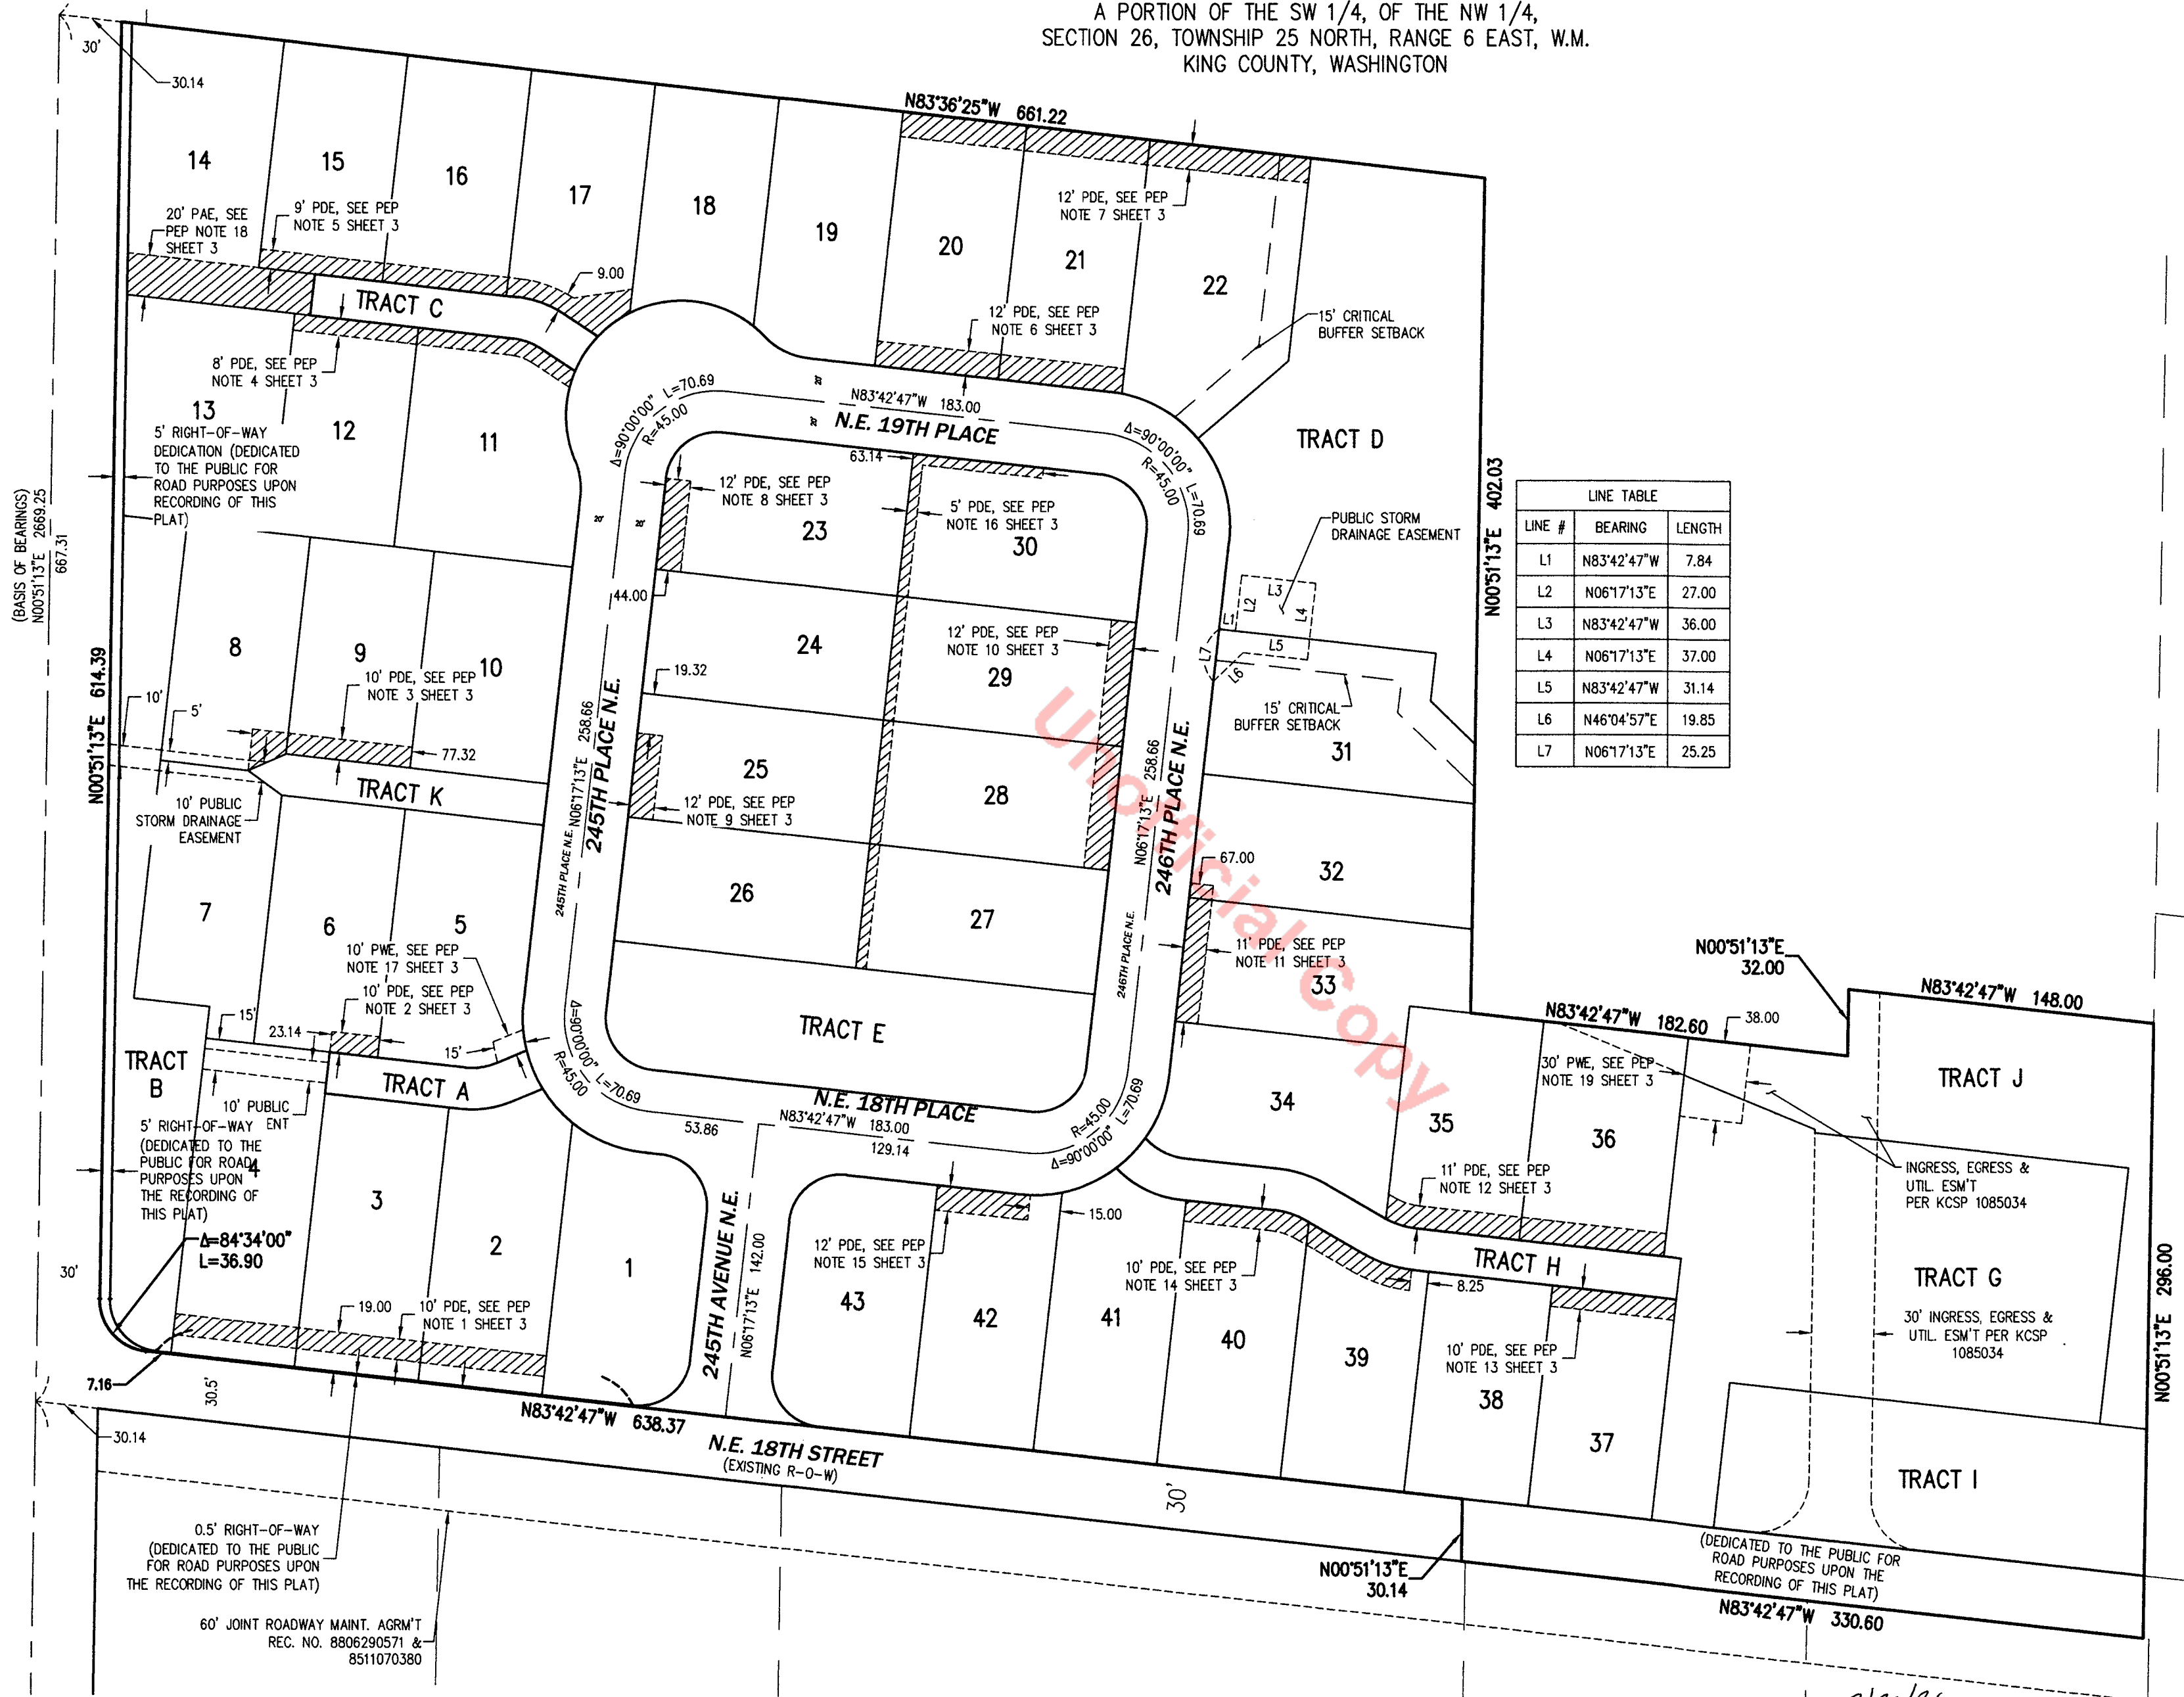 A PORTION OF THE SW 1/4, OF THE NW 1/4,
SECTION 26, TOWNSHIP 25 NORTH, RANGE 6 EAST, W.M.
KING COUNTY, WASHINGTON
30'
30.14
N83°36'25"W 661.22
14
15
16
17
18
19
20
21
22
20' PAE, SEE
PEP NOTE 18
SHEET 3
9' PDE, SEE PEP
NOTE 5 SHEET 3
9.00
12' PDE, SEE PEP
NOTE 7 SHEET 3
12' PDE, SEE PEP
NOTE 6 SHEET 3
15' CRITICAL
BUFFER SETBACK
TRACT C
8' PDE, SEE PEP
NOTE 4 SHEET 3
13
12
11
5' RIGHT-OF-WAY
DEDICATION (DEDICATED
TO THE PUBLIC FOR
ROAD PURPOSES UPON
RECORDING OF THIS
PLAT)
(BASIS OF BEARINGS)
N00°51'13"E 2669.25
667.31
N00°51'13"E 614.39
Δ=90°00'00" L=70.69
R=45.00
20'
20'
N83°42'47"W 183.00
N.E. 19TH PLACE
Δ=90°00'00" L=70.69
R=45.00
TRACT D
N00°51'13"E 402.03
63.14
12' PDE, SEE PEP
NOTE 8 SHEET 3
23
5' PDE, SEE PEP
NOTE 16 SHEET 3
30
20'
20'
44.00
PUBLIC STORM
DRAINAGE EASEMENT
LINE TABLE
LINE # BEARING LENGTH
L1 N83°42'47"W 7.84
L2 N06°17'13"E 27.00
L3 N83°42'47"W 36.00
L4 N06°17'13"E 37.00
L5 N83°42'47"W 31.14
L6 N46°04'57"E 19.85
L7 N06°17'13"E 25.25
L1
L2
L3
L4
L5
L6
L7
8
9
10
10' PDE, SEE PEP
NOTE 3 SHEET 3
24
19.32
12' PDE, SEE PEP
NOTE 10 SHEET 3
29
15' CRITICAL
BUFFER SETBACK
31
10'
5'
77.32
TRACT K
10' PUBLIC
STORM DRAINAGE
EASEMENT
245TH PLACE N.E.
N06°17'13"E 258.66
245TH PLACE N.E.
25
12' PDE, SEE PEP
NOTE 9 SHEET 3
28
N06°17'13"E 258.66
246TH PLACE N.E.
246TH PLACE N.E.
Unofficial Copy
67.00
32
7
6
5
26
27
10' PWE, SEE PEP
NOTE 17 SHEET 3
10' PDE, SEE PEP
NOTE 2 SHEET 3
11' PDE, SEE PEP
NOTE 11 SHEET 3
33
N00°51'13"E
32.00
N83°42'47"W 148.00
N83°42'47"W 182.60
38.00
15'
23.14
15'
TRACT
B
TRACT A
10' PUBLIC
ENT
TRACT E
Δ=90°00'00" L=70.69
R=45.00
N.E. 18TH PLACE
N83°42'47"W 183.00
53.86
129.14
R=45.00
Δ=90°00'00" L=70.69
34
35
36
30' PWE, SEE PEP
NOTE 19 SHEET 3
TRACT J
5' RIGHT-OF-WAY
(DEDICATED TO THE
PUBLIC FOR ROAD
PURPOSES UPON
THE RECORDING OF
THIS PLAT)
4
3
2
1
Δ=84°34'00"
L=36.90
30'
19.00
10' PDE, SEE PEP
NOTE 1 SHEET 3
245TH AVENUE N.E.
N06°17'13"E 142.00
12' PDE, SEE PEP
NOTE 15 SHEET 3
15.00
43
42
41
40
39
38
37
10' PDE, SEE PEP
NOTE 14 SHEET 3
11' PDE, SEE PEP
NOTE 12 SHEET 3
TRACT H
8.25
10' PDE, SEE PEP
NOTE 13 SHEET 3
INGRESS, EGRESS &
UTIL. ESM'T
PER KCSP 1085034
TRACT G
30' INGRESS, EGRESS &
UTIL. ESM'T PER KCSP
1085034
N00°51'13"E 296.00
7.16
30.5'
30.14
N83°42'47"W 638.37
N.E. 18TH STREET
(EXISTING R-O-W)
30'
TRACT I
0.5' RIGHT-OF-WAY
(DEDICATED TO THE PUBLIC
FOR ROAD PURPOSES UPON
THE RECORDING OF THIS PLAT)
60' JOINT ROADWAY MAINT. AGRM'T
REC. NO. 8806290571 &
8511070380
N00°51'13"E
30.14
(DEDICATED TO THE PUBLIC FOR
ROAD PURPOSES UPON THE
RECORDING OF THIS PLAT)
N83°42'47"W 330.60